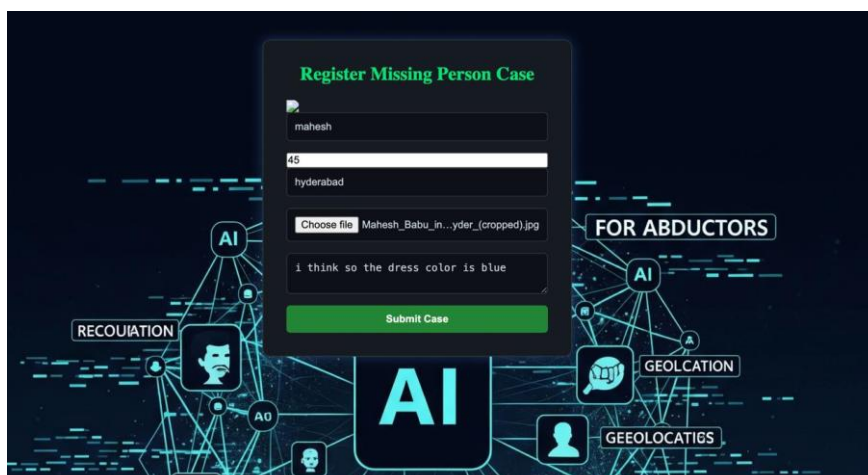 Register Missing Person Case
mahesh
45
hyderabad
Choose file Mahesh_Babu_in...yder_(cropped).jpg
FOR ABDUCTORS
AI
AI
i think so the dress color is blue
Submit Case
RECOUIATION
GEOLCATION
AI
AO
GEEOLOCATIGS